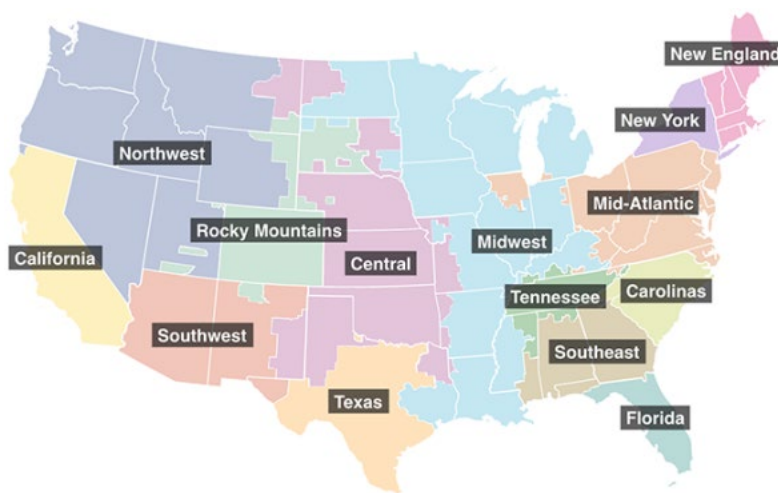 New England
New York
Northwest
Mid-Atlantic
Rocky Mountains
Midwest
California
Central
Tennessee
Carolinas
Southwest
Southeast
Texas
Florida